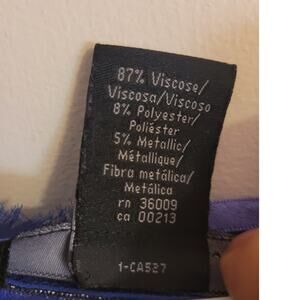 87% Viscose/
Viscosa/Viscoso
8% Polyester/
Poliéster
5% Metallic/
Métallique/
Fibra metálica/
Metálica
rn 36009
ca 00213
1-CA527